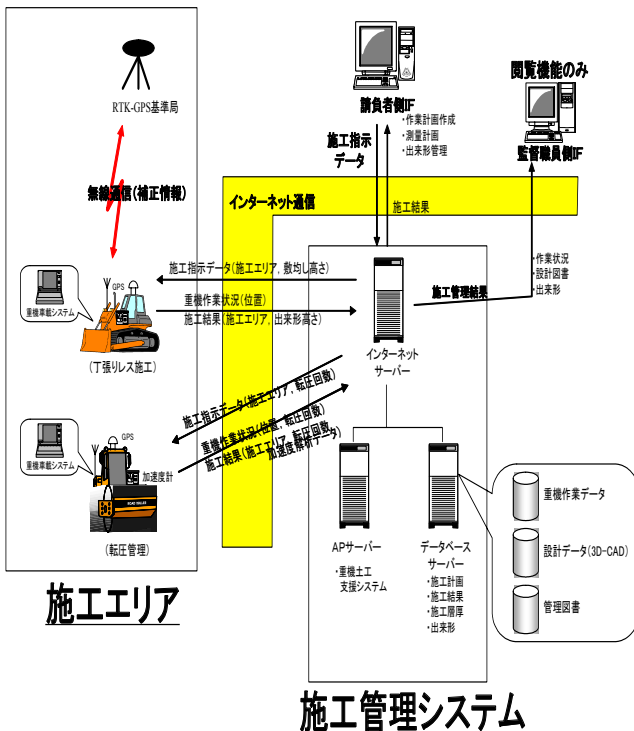 RTK-GPS基準局
無線通信(補正情報)
GPS
重機車載システム
(丁張りレス施工)
GPS
重機車載システム
加速度計
ROAD ROLLER
(転圧管理)
施工エリア
請負者側IF
・作業計画作成
・測量計画
・出来形管理
施工指示
データ
閲覧機能のみ
監督職員側IF
インターネット通信
施工結果
施工指示データ(施工エリア, 敷均し高さ)
重機作業状況(位置)
施工結果(施工エリア, 出来形高さ)
施工管理結果
・作業状況
・設計図書
・出来形
インターネット
サーバー
施工指示データ(施工エリア, 転圧回数)
重機作業状況(位置, 転圧回数)
施工結果(施工エリア, 転圧回数,
加速度解析データ)
APサーバー
・重機土工
支援システム
データベース
サーバー
・施工計画
・施工結果
・施工層厚
・出来形
重機作業データ
設計データ(3D-CAD)
管理図書
施工管理システム